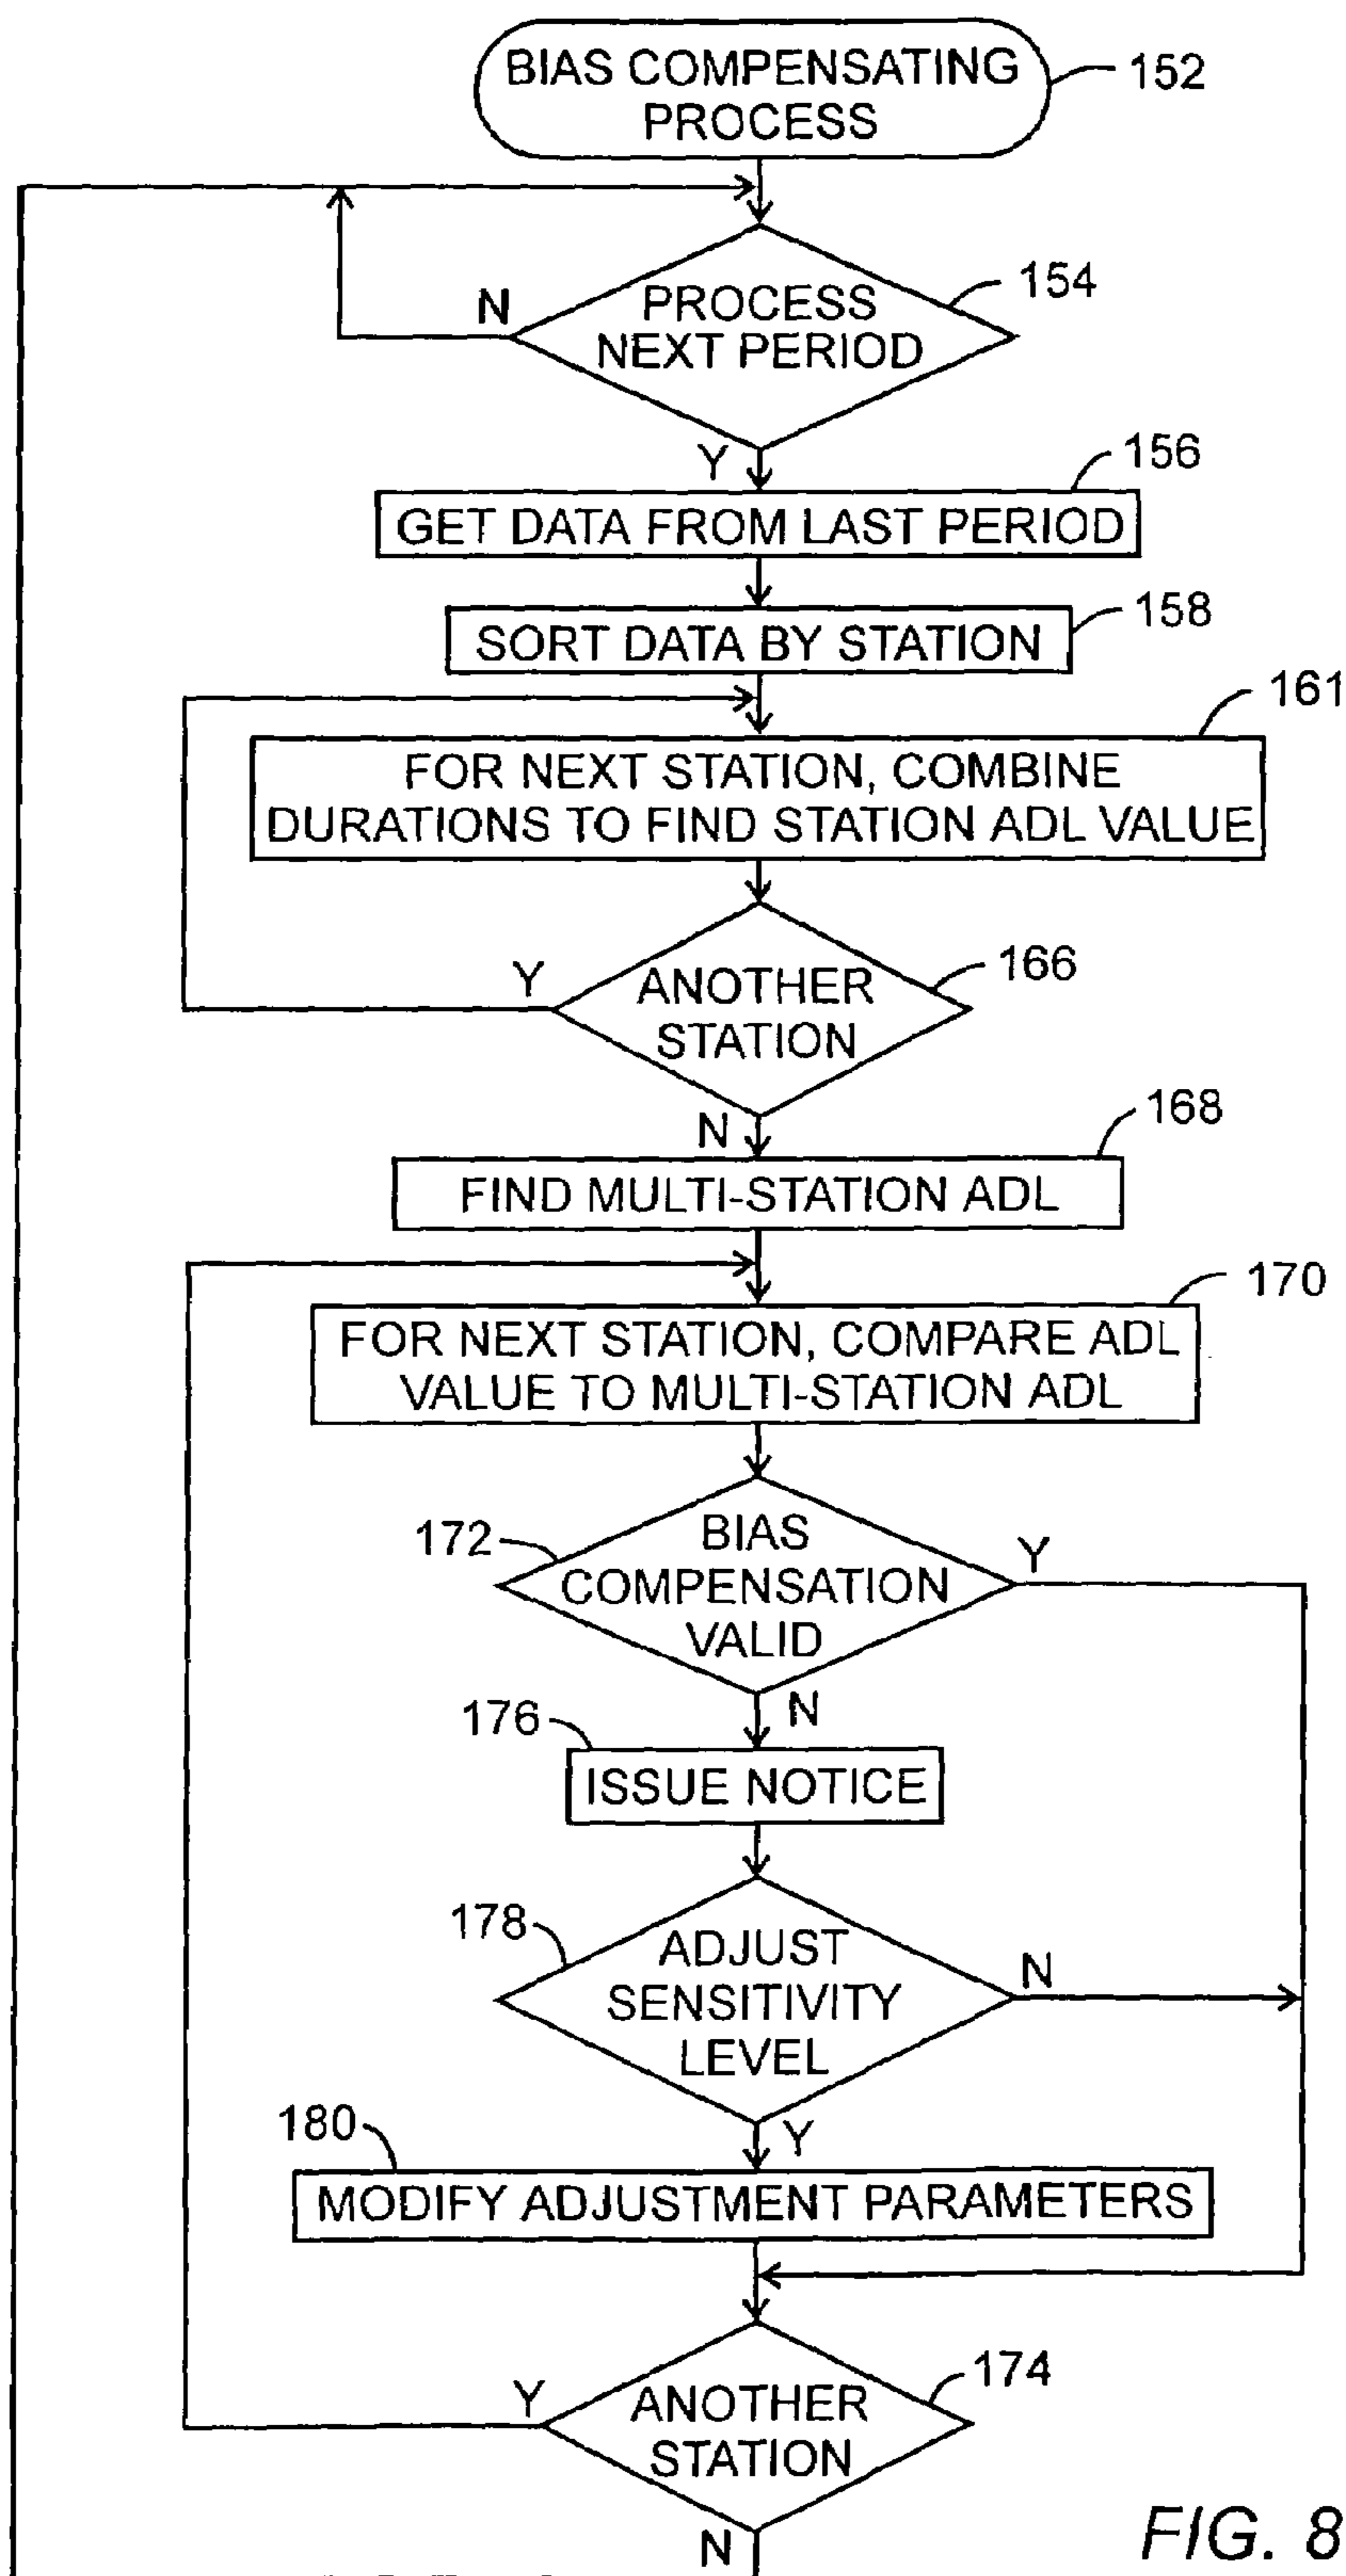 BIAS COMPENSATING
PROCESS
152
PROCESS
NEXT PERIOD
154
N
Y
156
GET DATA FROM LAST PERIOD
158
SORT DATA BY STATION
161
FOR NEXT STATION, COMBINE
DURATIONS TO FIND STATION ADL VALUE
Y
ANOTHER
STATION
166
N
168
FIND MULTI-STATION ADL
170
FOR NEXT STATION, COMPARE ADL
VALUE TO MULTI-STATION ADL
172
BIAS
COMPENSATION
VALID
Y
N
176
ISSUE NOTICE
178
ADJUST
SENSITIVITY
LEVEL
N
Y
180
MODIFY ADJUSTMENT PARAMETERS
174
Y
ANOTHER
STATION
N
FIG. 8